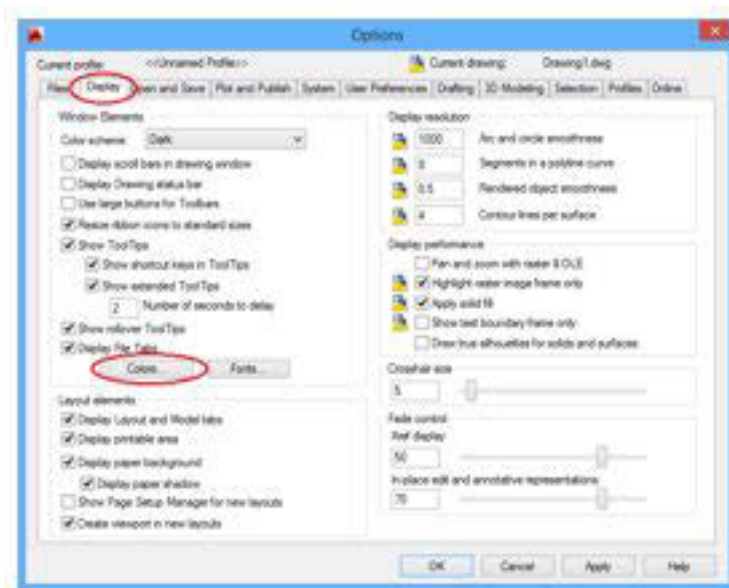 Options
Current profile: <<Unnamed Profile>> Current drawing: Drawing1.dwg
Files Display Open and Save Plot and Publish System User Preferences Drafting 3D Modeling Selection Profiles Online
Window Elements
Color scheme: Dark
Display scroll bars in drawing window
Display Drawing status bar
Use large buttons for Toolbars
Resize ribbon icons to standard sizes
Show ToolTips
Show shortcut keys in ToolTips
Show extended ToolTips
2 Number of seconds to delay
Show rollover ToolTips
Display File Tabs
Colors... Fonts...
Layout elements
Display Layout and Model tabs
Display printable area
Display paper background
Display paper shadow
Show Page Setup Manager for new layouts
Create viewport in new layouts
Display resolution
1000 Arc and circle smoothness
8 Segments in a polyline curve
0.5 Rendered object smoothness
4 Contour lines per surface
Display performance
Pan and zoom with raster & OLE
Highlight raster image frame only
Apply solid fill
Show text boundary frame only
Draw true silhouettes for solids and surfaces
Crosshair size
5
Fade control
Xref display
50
In-place edit and annotative representations
70
OK Cancel Apply Help